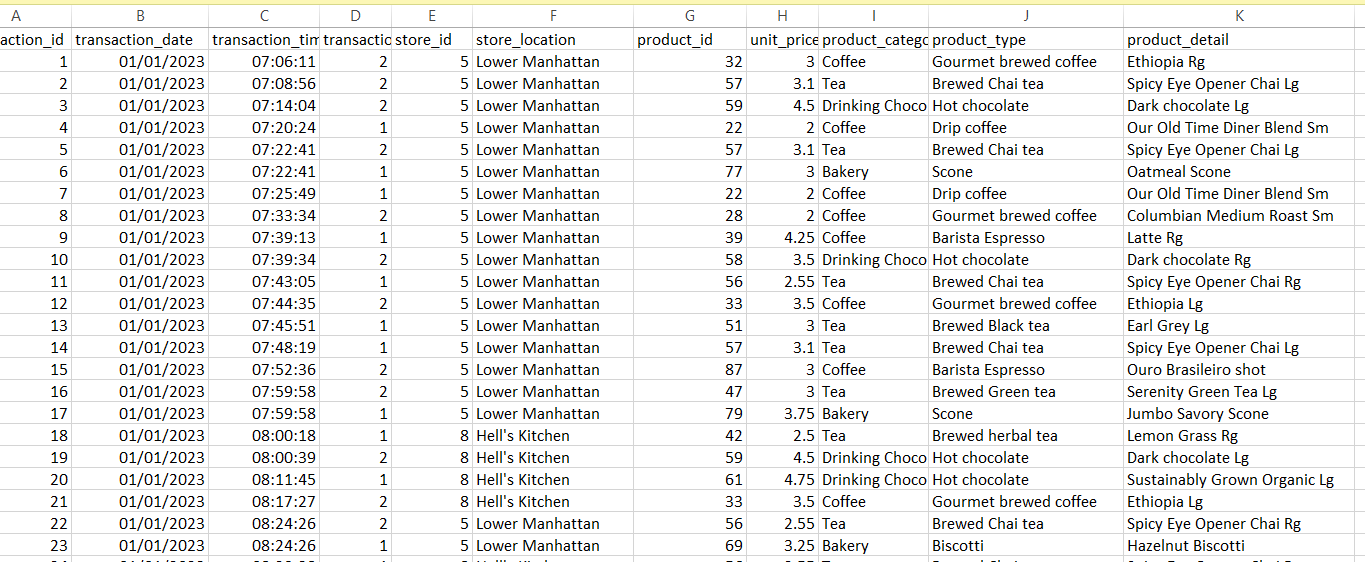 A B C D E F G H I J K
action_id transaction_date transaction_tim transactio store_id store_location product_id unit_price product_catego product_type product_detail
1 01/01/2023 07:06:11 2 5 Lower Manhattan 32 3 Coffee Gourmet brewed coffee Ethiopia Rg
2 01/01/2023 07:08:56 2 5 Lower Manhattan 57 3.1 Tea Brewed Chai tea Spicy Eye Opener Chai Lg
3 01/01/2023 07:14:04 2 5 Lower Manhattan 59 4.5 Drinking Choco Hot chocolate Dark chocolate Lg
4 01/01/2023 07:20:24 1 5 Lower Manhattan 22 2 Coffee Drip coffee Our Old Time Diner Blend Sm
5 01/01/2023 07:22:41 2 5 Lower Manhattan 57 3.1 Tea Brewed Chai tea Spicy Eye Opener Chai Lg
6 01/01/2023 07:22:41 1 5 Lower Manhattan 77 3 Bakery Scone Oatmeal Scone
7 01/01/2023 07:25:49 1 5 Lower Manhattan 22 2 Coffee Drip coffee Our Old Time Diner Blend Sm
8 01/01/2023 07:33:34 2 5 Lower Manhattan 28 2 Coffee Gourmet brewed coffee Columbian Medium Roast Sm
9 01/01/2023 07:39:13 1 5 Lower Manhattan 39 4.25 Coffee Barista Espresso Latte Rg
10 01/01/2023 07:39:34 2 5 Lower Manhattan 58 3.5 Drinking Choco Hot chocolate Dark chocolate Rg
11 01/01/2023 07:43:05 1 5 Lower Manhattan 56 2.55 Tea Brewed Chai tea Spicy Eye Opener Chai Rg
12 01/01/2023 07:44:35 2 5 Lower Manhattan 33 3.5 Coffee Gourmet brewed coffee Ethiopia Lg
13 01/01/2023 07:45:51 1 5 Lower Manhattan 51 3 Tea Brewed Black tea Earl Grey Lg
14 01/01/2023 07:48:19 1 5 Lower Manhattan 57 3.1 Tea Brewed Chai tea Spicy Eye Opener Chai Lg
15 01/01/2023 07:52:36 2 5 Lower Manhattan 87 3 Coffee Barista Espresso Ouro Brasileiro shot
16 01/01/2023 07:59:58 2 5 Lower Manhattan 47 3 Tea Brewed Green tea Serenity Green Tea Lg
17 01/01/2023 07:59:58 1 5 Lower Manhattan 79 3.75 Bakery Scone Jumbo Savory Scone
18 01/01/2023 08:00:18 1 8 Hell's Kitchen 42 2.5 Tea Brewed herbal tea Lemon Grass Rg
19 01/01/2023 08:00:39 2 8 Hell's Kitchen 59 4.5 Drinking Choco Hot chocolate Dark chocolate Lg
20 01/01/2023 08:11:45 1 8 Hell's Kitchen 61 4.75 Drinking Choco Hot chocolate Sustainably Grown Organic Lg
21 01/01/2023 08:17:27 2 8 Hell's Kitchen 33 3.5 Coffee Gourmet brewed coffee Ethiopia Lg
22 01/01/2023 08:24:26 2 5 Lower Manhattan 56 2.55 Tea Brewed Chai tea Spicy Eye Opener Chai Rg
23 01/01/2023 08:24:26 1 5 Lower Manhattan 69 3.25 Bakery Biscotti Hazelnut Biscotti